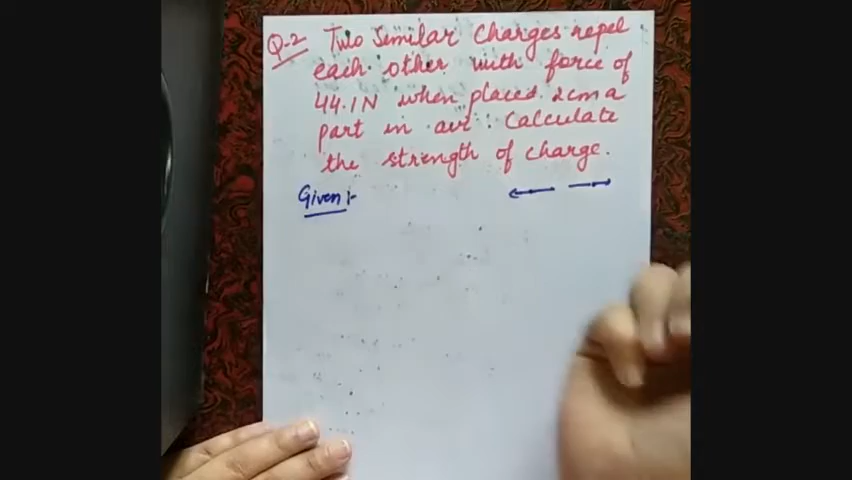 Q-2 Two Similar Charges repel
each other with force of
44.1N when placed 2cm a
part in air. Calculate
the strength of charge.
Given:-